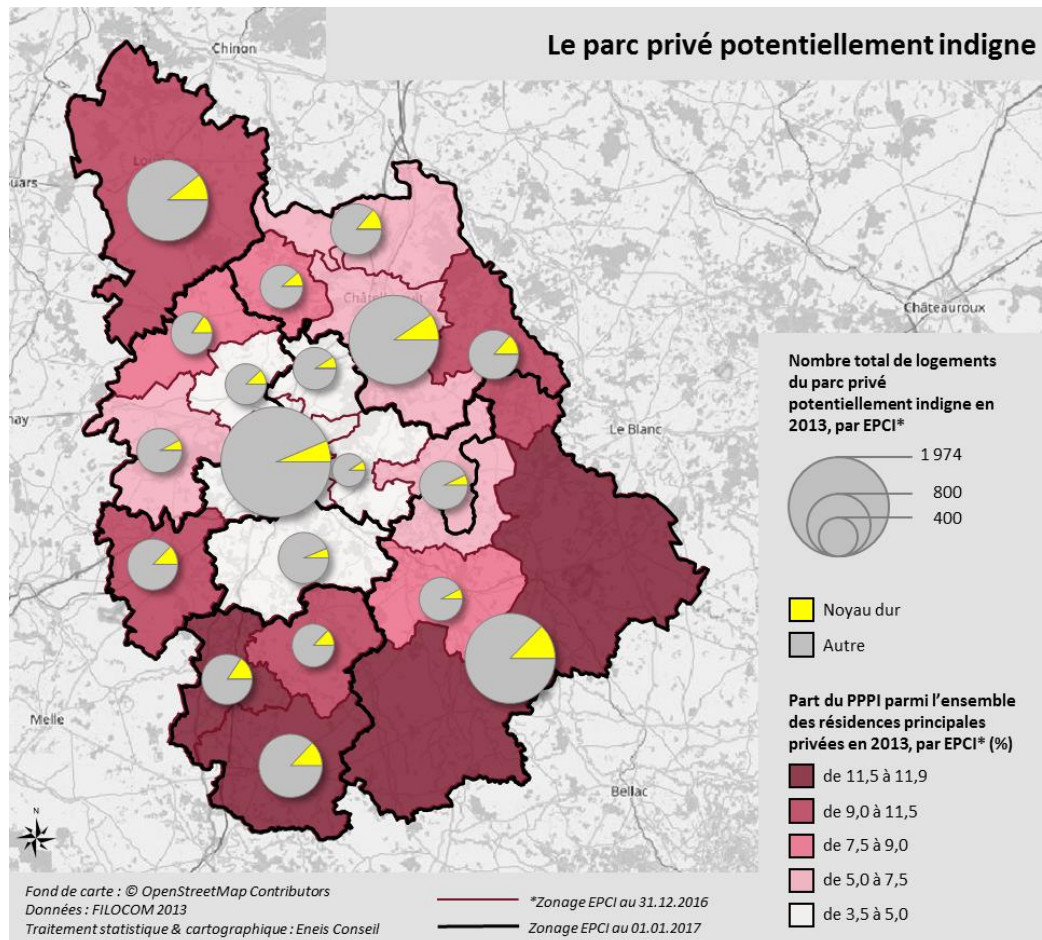 Le parc privé potentiellement indigne
Chinon
Châteauroux
Le Blanc
Melle
Bellac
Nombre total de logements
du parc privé
potentiellement indigne en
2013, par EPCI*
1 974
800
400
Noyau dur
Autre
Part du PPPI parmi l'ensemble
des résidences principales
privées en 2013, par EPCI* (%)
de 11,5 à 11,9
de 9,0 à 11,5
de 7,5 à 9,0
de 5,0 à 7,5
de 3,5 à 5,0
N
Fond de carte : © OpenStreetMap Contributors
Données : FILOCOM 2013
Traitement statistique & cartographique : Eneis Conseil
*Zonage EPCI au 31.12.2016
Zonage EPCI au 01.01.2017